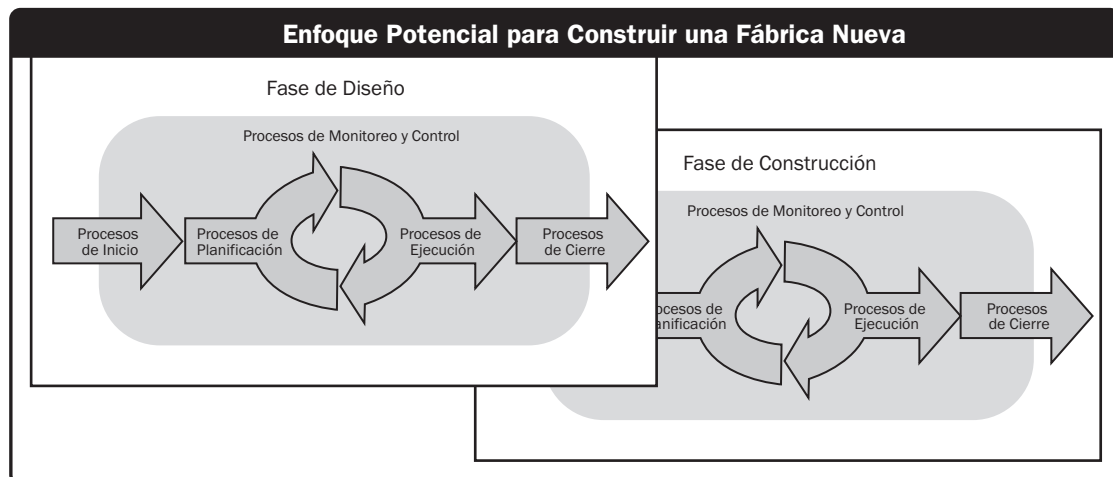 Enfoque Potencial para Construir una Fábrica Nueva
Fase de Diseño
Procesos de Monitoreo y Control
Procesos
de Inicio
Procesos de
Planificación
Procesos de
Ejecución
Procesos
de Cierre
Fase de Construcción
Procesos de Monitoreo y Control
rocesos de
anificación
Procesos de
Ejecución
Procesos
de Cierre